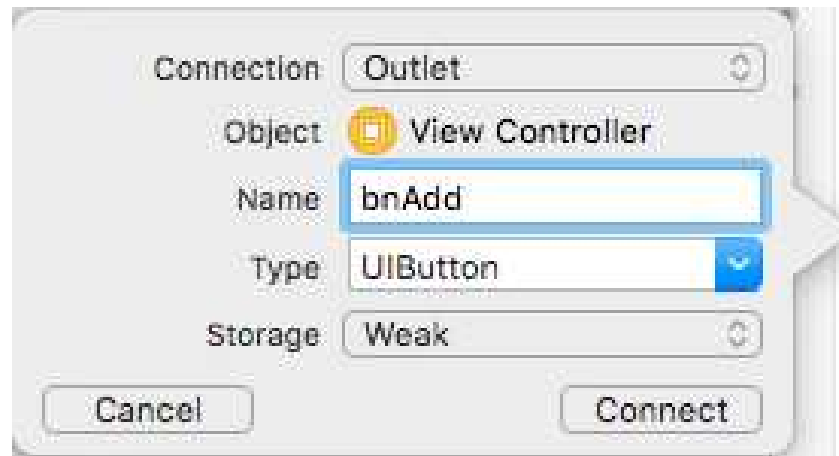 Connection Outlet
Object View Controller
Name bnAdd
Type UIButton
Storage Weak
Cancel Connect